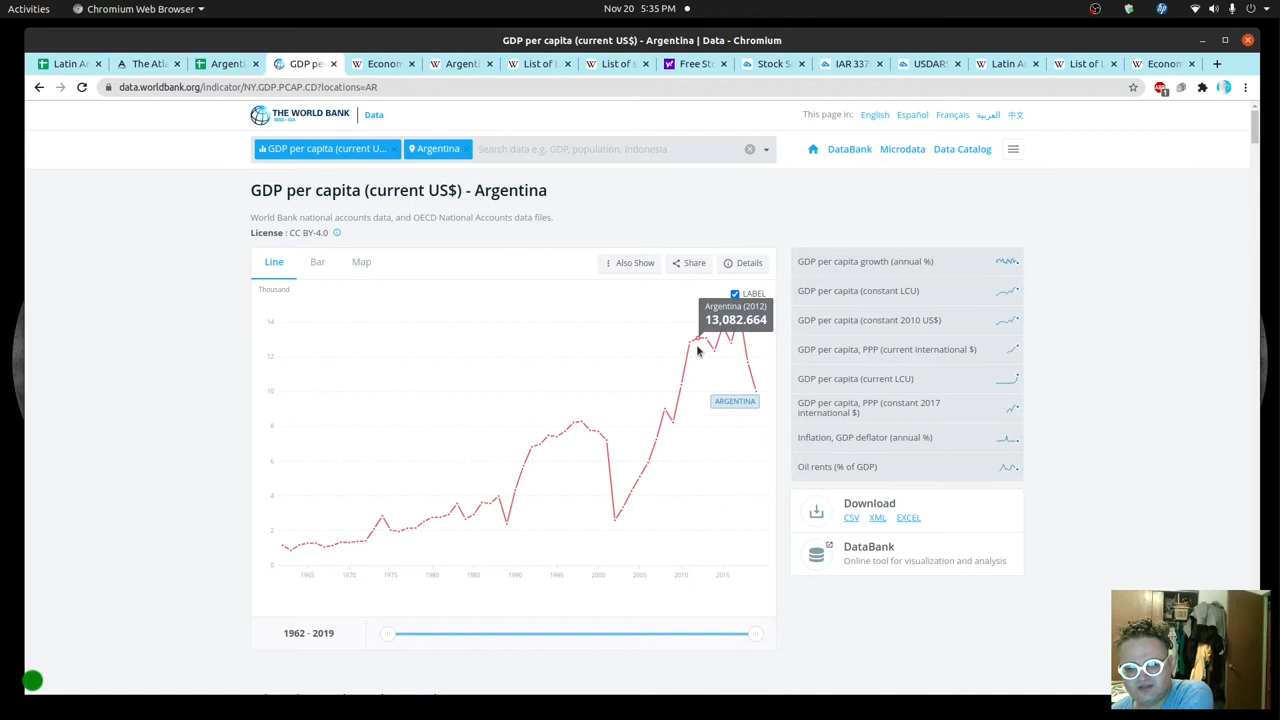 Activities
Chromium Web Browser
Nov 20 5:35 PM
GDP per capita (current US$) - Argentina | Data - Chromium
Latin Ar
The Atla
Argenti
GDP pe
Econom
Argenti
List of i
List of s
Free Sto
Stock Sc
IAR 337
USDARS
Latin A
List of i
Econom
data.worldbank.org/indicator/NY.GDP.PCAP.CD?locations=AR
THE WORLD BANK
IBRD • IDA
Data
This page in: English Español Français العربية 中文
GDP per capita (current U...
Argentina
Search data e.g. GDP, population, Indonesia
DataBank Microdata Data Catalog
GDP per capita (current US$) - Argentina
World Bank national accounts data, and OECD National Accounts data files.
License : CC BY-4.0
Line Bar Map
Also Show Share Details
Thousand
LABEL
Argentina (2012)
13,082.664
14
12
10
8
6
4
2
0
ARGENTINA
1965 1970 1975 1980 1985 1990 1995 2000 2005 2010 2015
1962 - 2019
GDP per capita growth (annual %)
GDP per capita (constant LCU)
GDP per capita (constant 2010 US$)
GDP per capita, PPP (current international $)
GDP per capita (current LCU)
GDP per capita, PPP (constant 2017
international $)
Inflation, GDP deflator (annual %)
Oil rents (% of GDP)
Download
CSV XML EXCEL
DataBank
Online tool for visualization and analysis